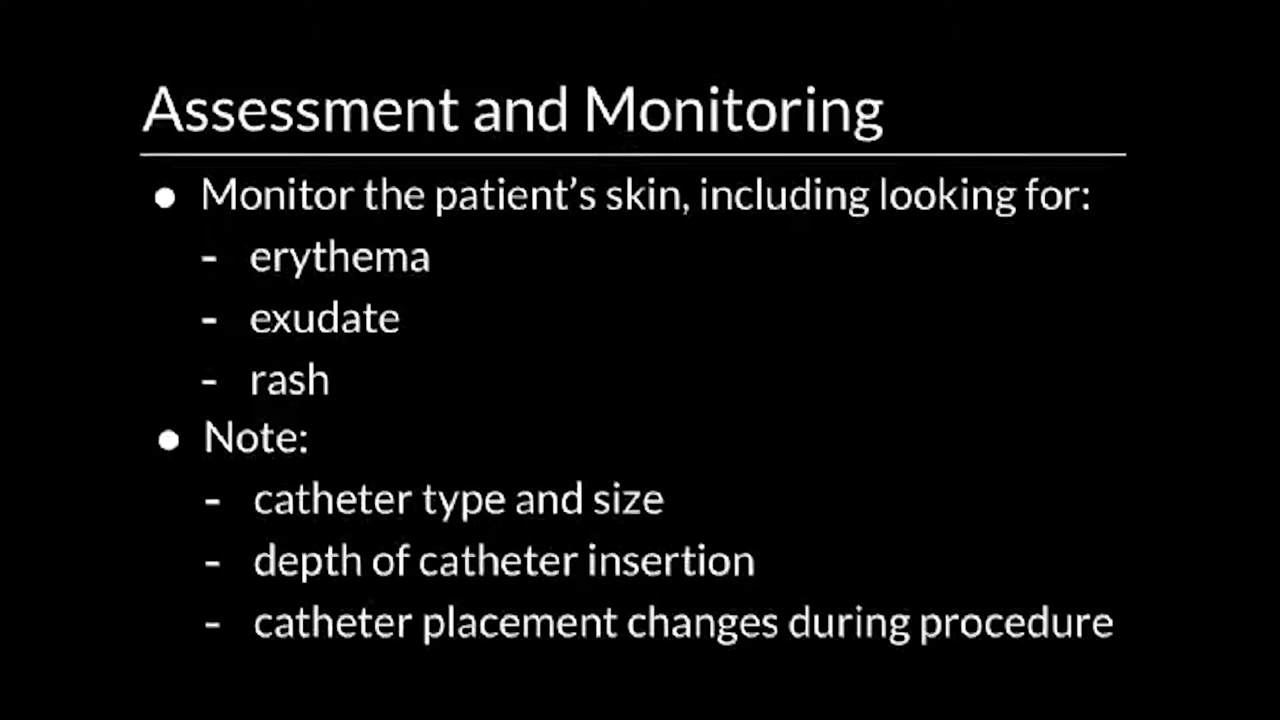 Assessment and Monitoring
● Monitor the patient’s skin, including looking for:
- erythema
- exudate
- rash
● Note:
- catheter type and size
- depth of catheter insertion
- catheter placement changes during procedure